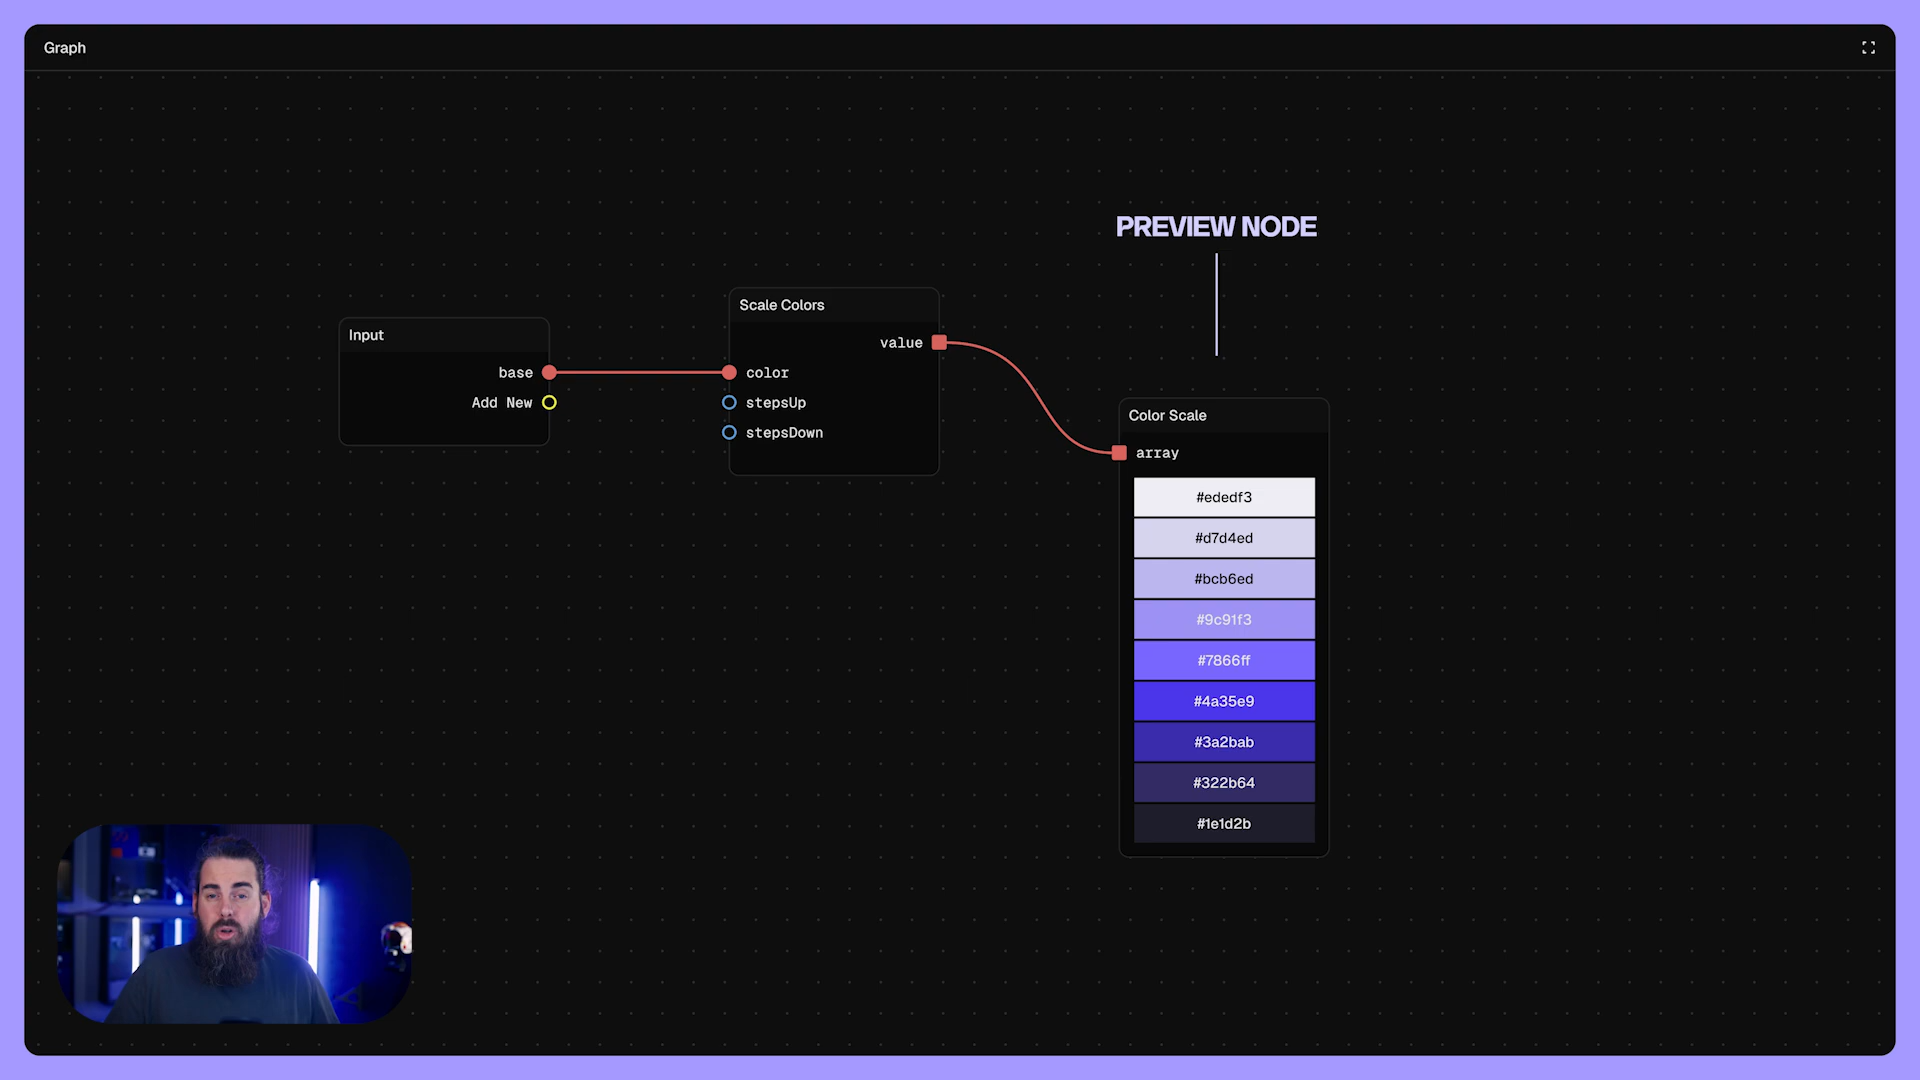 Graph
PREVIEW NODE
Input
base
Add New
Scale Colors
value
color
stepsUp
stepsDown
Color Scale
array
#ededf3
#d7d4ed
#bcb6ed
#9c91f3
#7866ff
#4a35e9
#3a2bab
#322b64
#1e1d2b